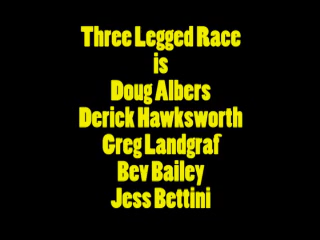 Three Legged Race
is
Doug Albers
Derick Hawksworth
Greg Landgraf
Bev Bailey
Jess Bettini